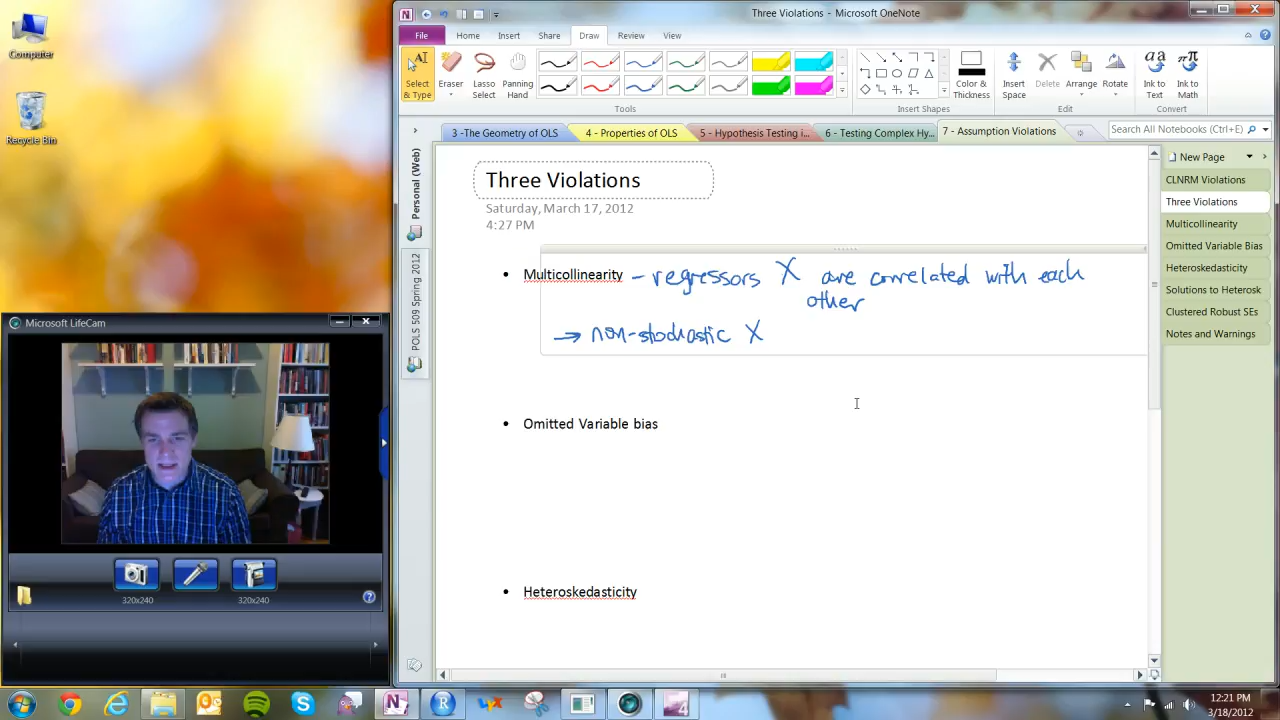 Computer
Recycle Bin
Three Violations - Microsoft OneNote
File Home Insert Share Draw Review View
Select & Type
Eraser
Lasso Select
Panning Hand
Color & Thickness
Insert Space
Delete
Arrange
Rotate
Ink to Text
Ink to Math
Tools
Insert Shapes
Edit
Convert
3 -The Geometry of OLS
4 - Properties of OLS
5 - Hypothesis Testing i...
6 - Testing Complex Hy...
7 - Assumption Violations
Search All Notebooks (Ctrl+E)
Personal (Web)
POLS 509 Spring 2012
Three Violations
Saturday, March 17, 2012
4:27 PM
• Multicollinearity – regressors X are correlated with each
other
→ non-stochastic X
• Omitted Variable bias
• Heteroskedasticity
New Page
CLNRM Violations
Three Violations
Multicollinearity
Omitted Variable Bias
Heteroskedasticity
Solutions to Heterosk
Clustered Robust SEs
Notes and Warnings
Microsoft LifeCam
320x240
320x240
12:21 PM
3/18/2012